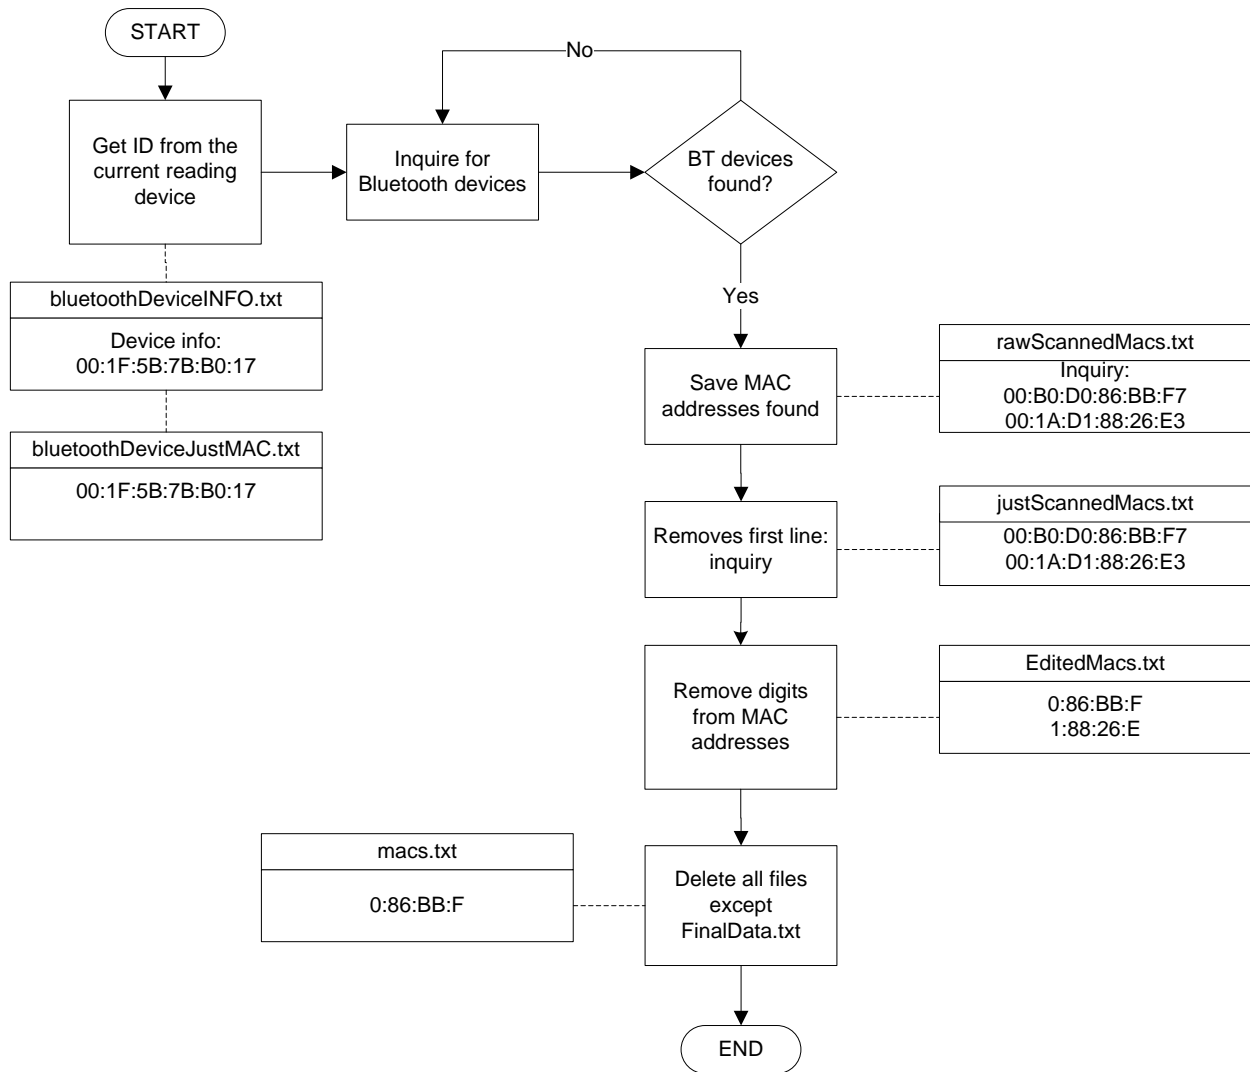 START
No
Get ID from the
current reading
device
Inquire for
Bluetooth devices
BT devices
found?
bluetoothDeviceINFO.txt
Device info:
00:1F:5B:7B:B0:17
bluetoothDeviceJustMAC.txt
00:1F:5B:7B:B0:17
Yes
Save MAC
addresses found
rawScannedMacs.txt
Inquiry:
00:B0:D0:86:BB:F7
00:1A:D1:88:26:E3
Removes first line:
inquiry
justScannedMacs.txt
00:B0:D0:86:BB:F7
00:1A:D1:88:26:E3
Remove digits
from MAC
addresses
EditedMacs.txt
0:86:BB:F
1:88:26:E
macs.txt
0:86:BB:F
Delete all files
except
FinalData.txt
END